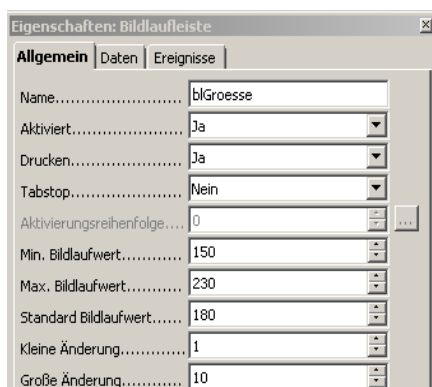 Eigenschaften: Bildlaufleiste
Allgemein Daten Ereignisse
Name........................ blGroesse
Aktiviert...................... Ja
Drucken...................... Ja
Tabstop...................... Nein
Aktivierungsreihenfolge.... 0 ...
Min. Bildlaufwert............ 150
Max. Bildlaufwert........... 230
Standard Bildlaufwert...... 180
Kleine Änderung............. 1
Große Änderung............ 10